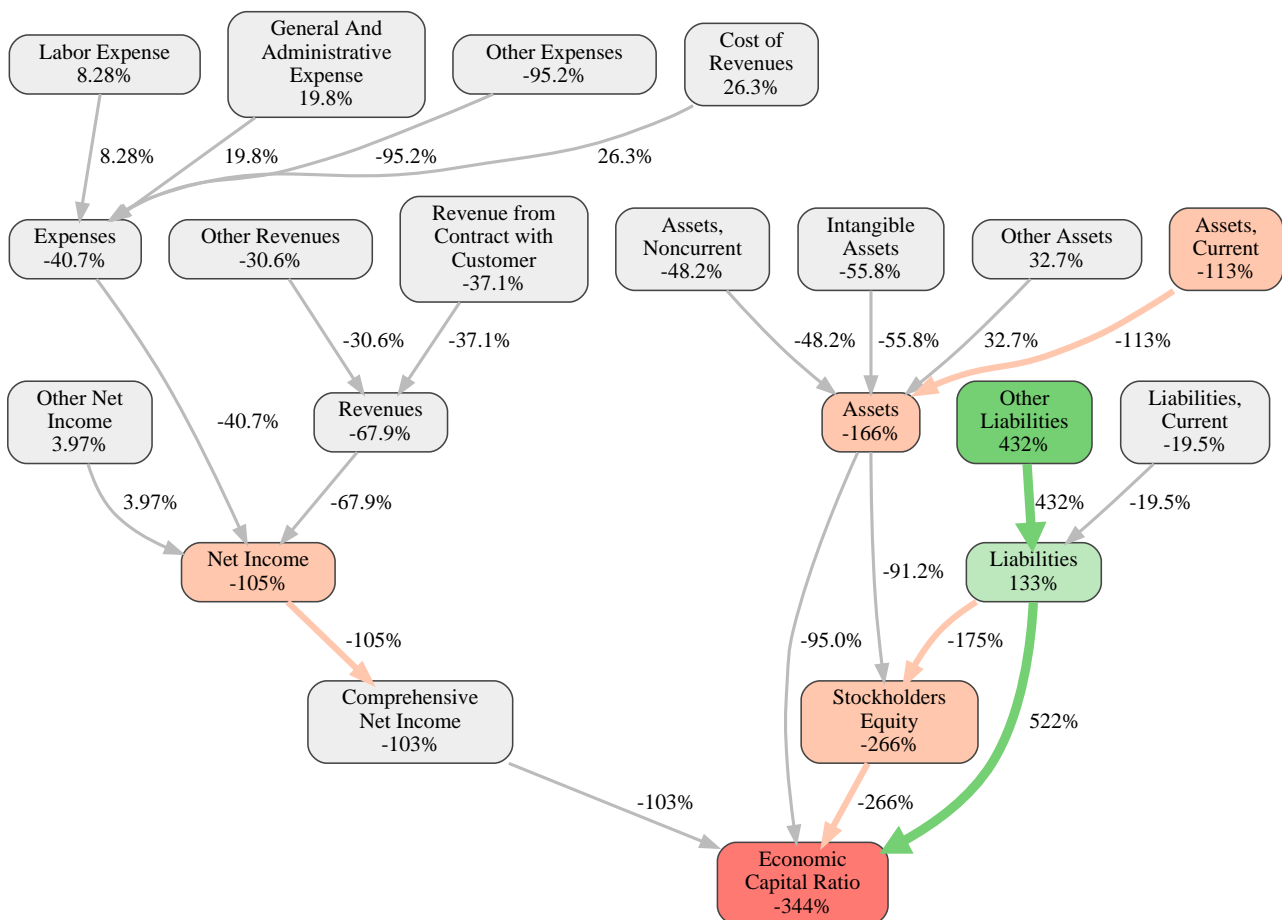 Labor Expense
8.28%
General And
Administrative
Expense
19.8%
Other Expenses
-95.2%
Cost of
Revenues
26.3%
8.28%
19.8%
-95.2%
26.3%
Expenses
-40.7%
Other Revenues
-30.6%
Revenue from
Contract with
Customer
-37.1%
Assets,
Noncurrent
-48.2%
Intangible
Assets
-55.8%
Other Assets
32.7%
Assets,
Current
-113%
-30.6%
-37.1%
-48.2%
-55.8%
32.7%
-113%
Other Net
Income
3.97%
-40.7%
Revenues
-67.9%
Assets
-166%
Other
Liabilities
432%
Liabilities,
Current
-19.5%
3.97%
-67.9%
432%
-19.5%
Net Income
-105%
-91.2%
Liabilities
133%
-105%
-95.0%
-175%
Comprehensive
Net Income
-103%
Stockholders
Equity
-266%
522%
-103%
-266%
Economic
Capital Ratio
-344%